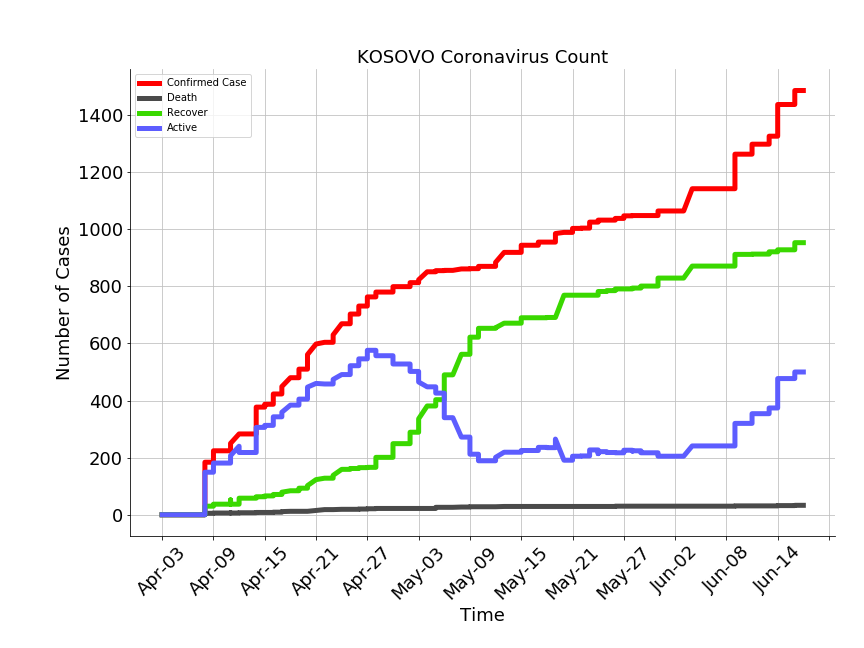 KOSOVO Coronavirus Count
Confirmed Case
Death
Recover
Active
1400
1200
1000
800
600
400
200
0
Number of Cases
Apr-03
Apr-09
Apr-15
Apr-21
Apr-27
May-03
May-09
May-15
May-21
May-27
Jun-02
Jun-08
Jun-14
Time